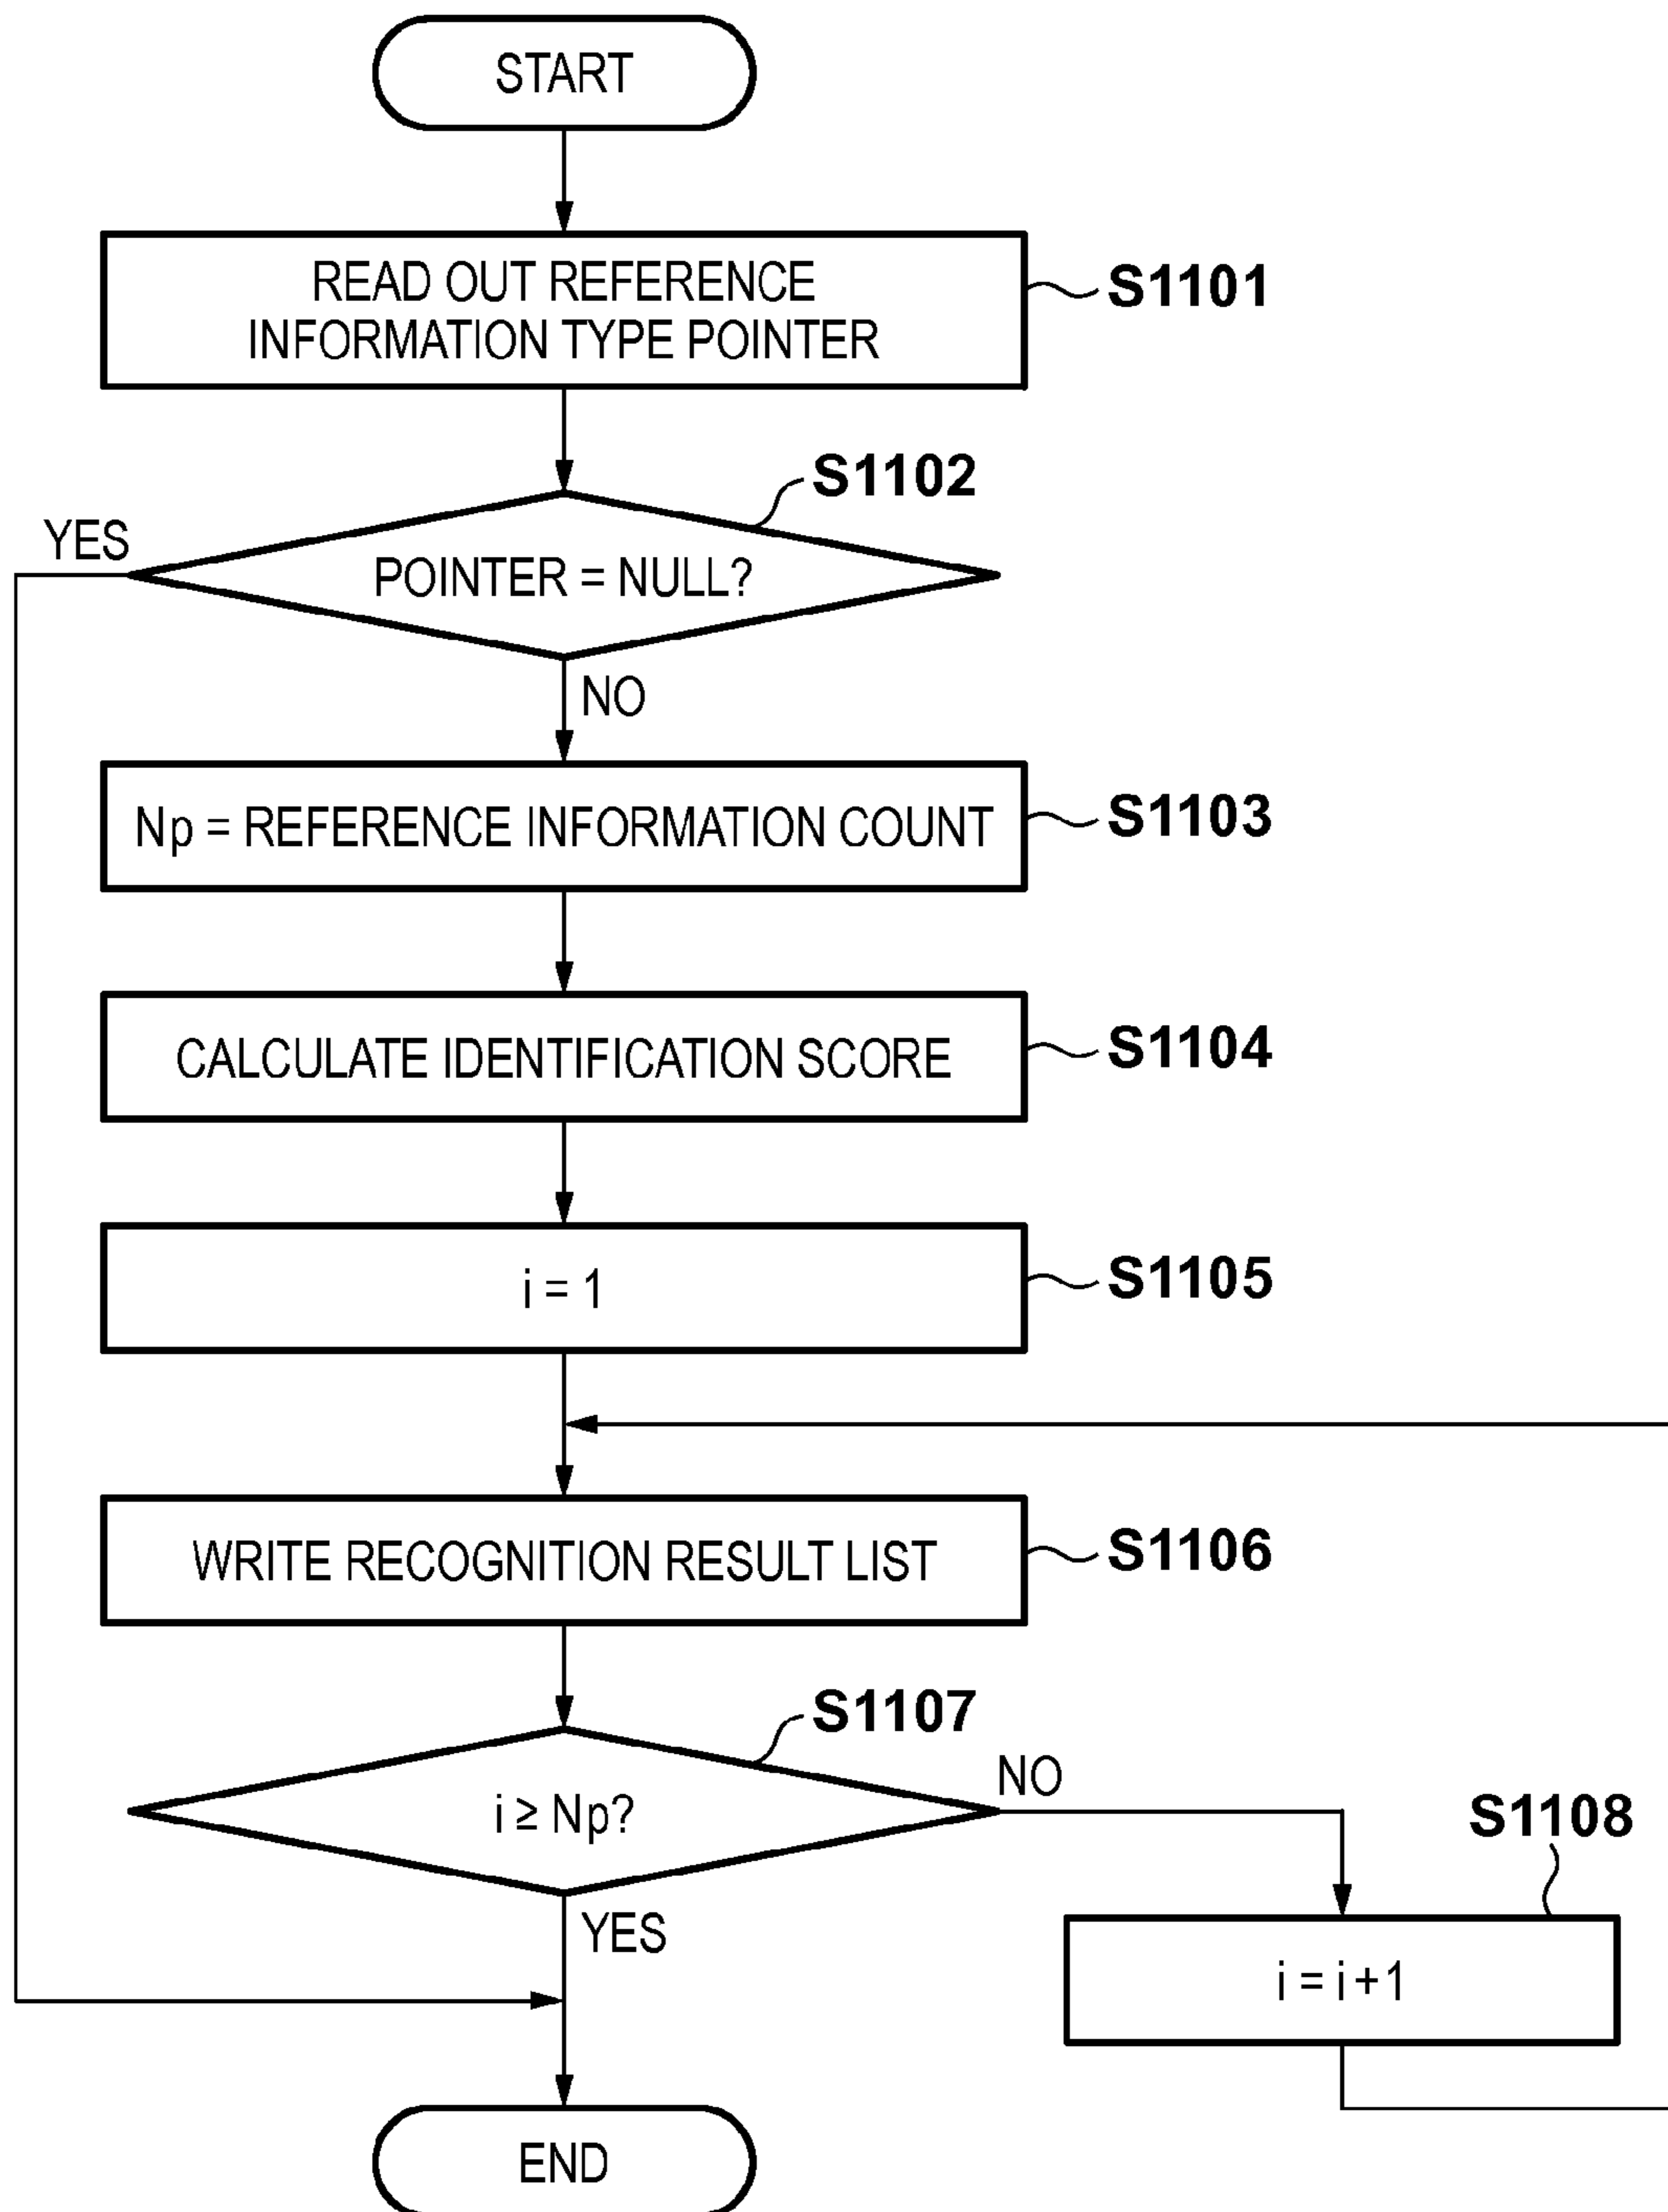 START
READ OUT REFERENCE
INFORMATION TYPE POINTER
S1101
S1102
YES
POINTER = NULL?
NO
Np = REFERENCE INFORMATION COUNT
S1103
CALCULATE IDENTIFICATION SCORE
S1104
i = 1
S1105
WRITE RECOGNITION RESULT LIST
S1106
S1107
i ≥ Np?
NO
S1108
YES
i = i +1
END